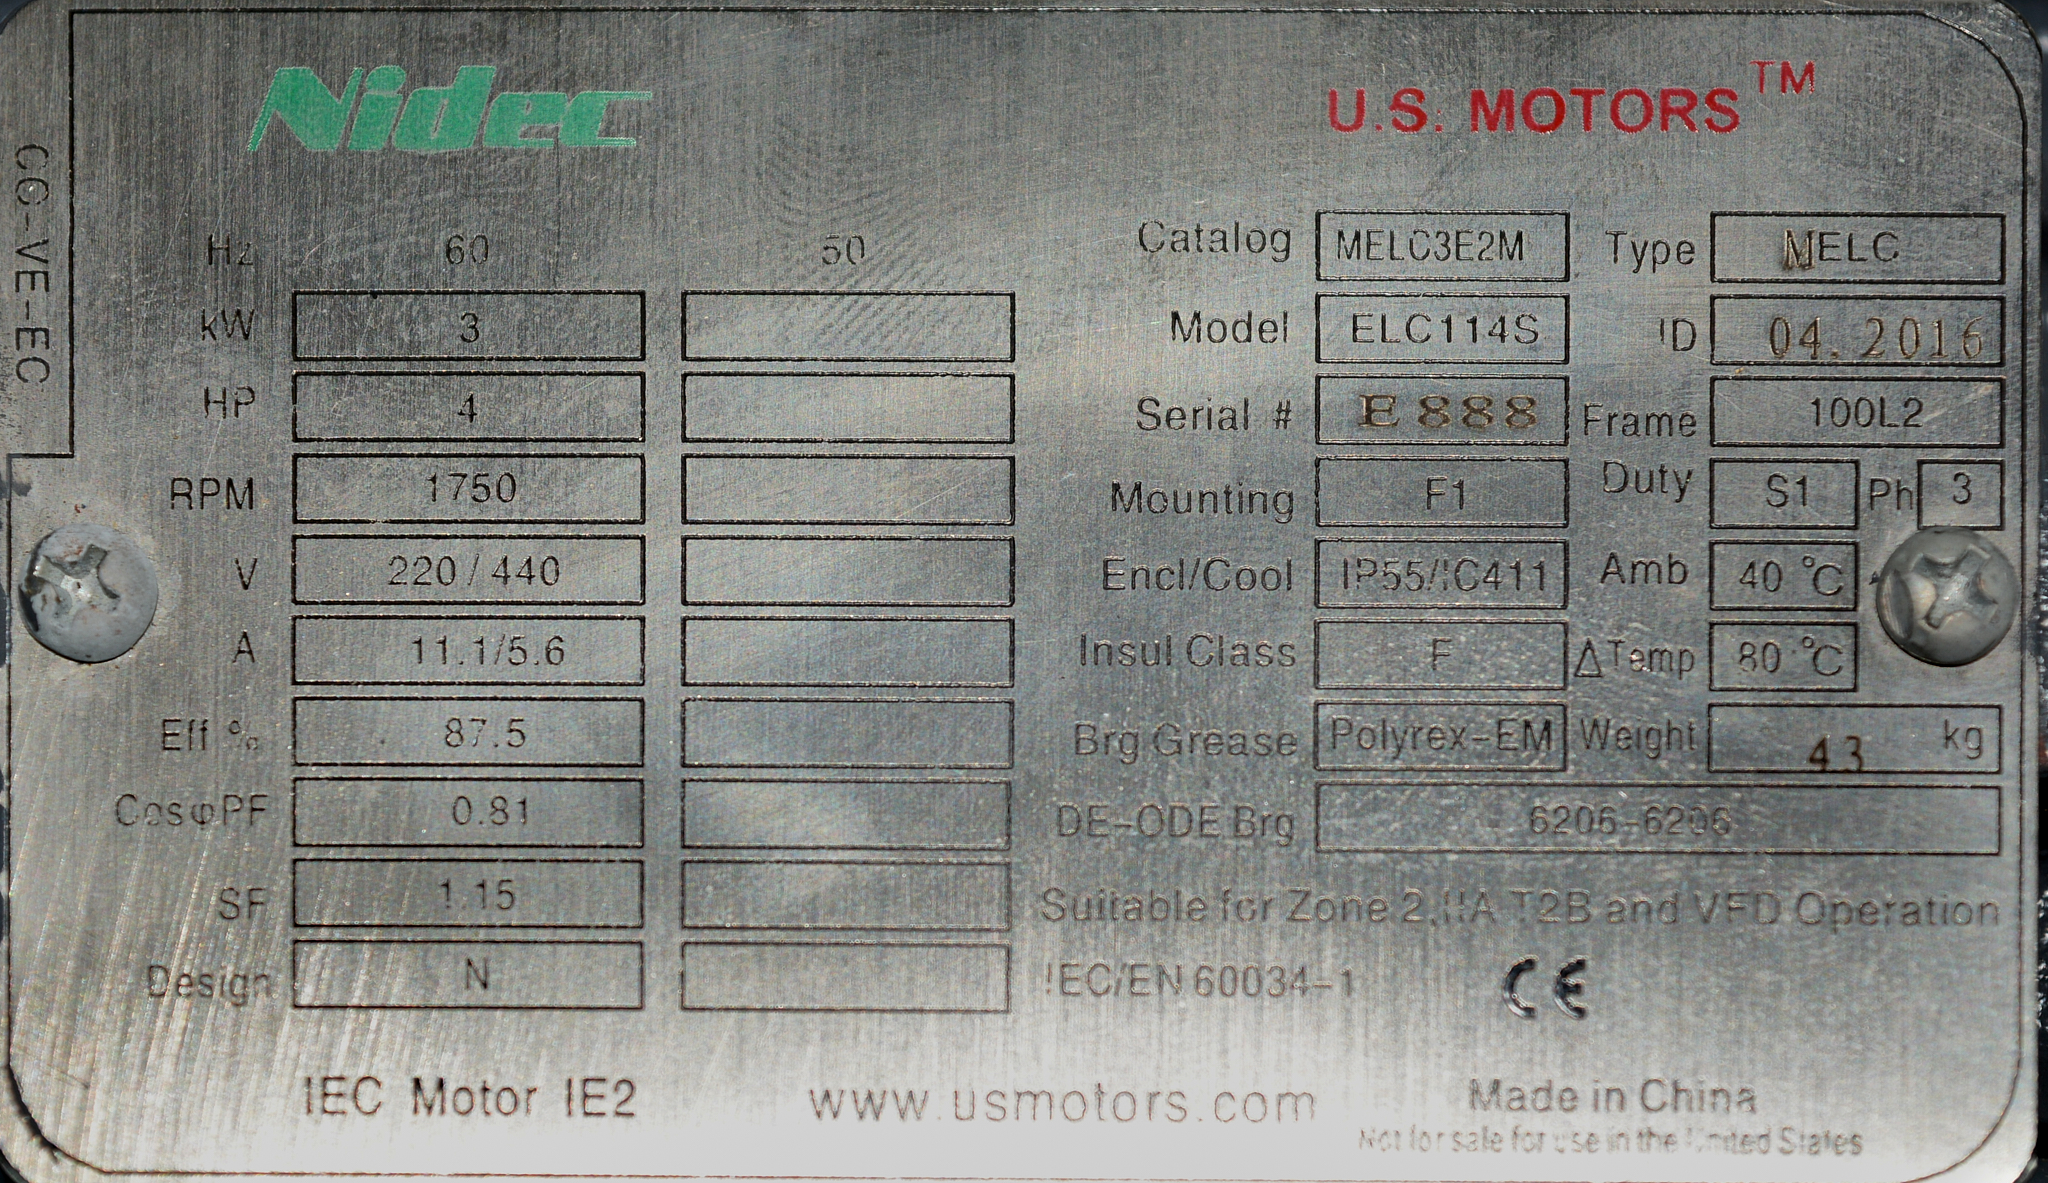 Nidec
U.S. MOTORS™
CC-VE-EC
Hz 60 50
kW 3
HP 4
RPM 1750
V 220 / 440
A 11.1/5.6
Eff % 87.5
CosφPF 0.81
SF 1.15
Design N
Catalog MELC3E2M Type MELC
Model ELC114S ID 04.2016
Serial # E888 Frame 100L2
Mounting F1 Duty S1 Ph 3
Encl/Cool IP55/IC411 Amb 40 °C
Insul Class F ΔTemp 80 °C
Brg Grease Polyrex-EM Weight 43 kg
DE-ODE Brg 6206-6206
Suitable for Zone 2,IIA T2B and VFD Operation
IEC/EN 60034-1 CE
IEC Motor IE2
www.usmotors.com
Made in China
Not for sale for use in the United States